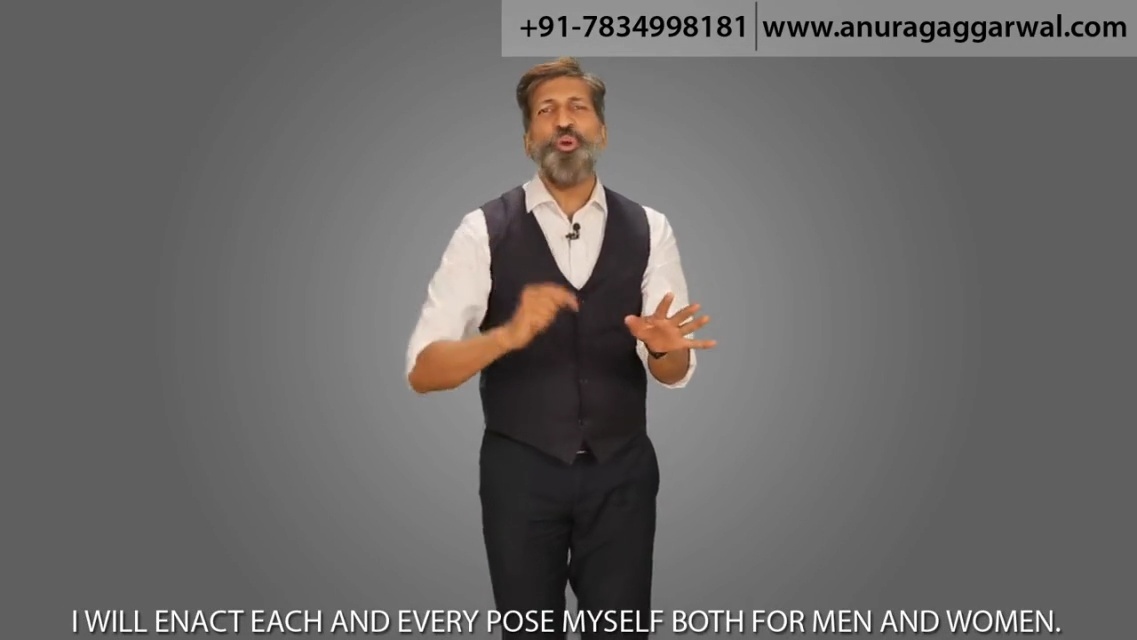 +91-7834998181 | www.anuragaggarwal.com
I WILL ENACT EACH AND EVERY POSE MYSELF BOTH FOR MEN AND WOMEN.